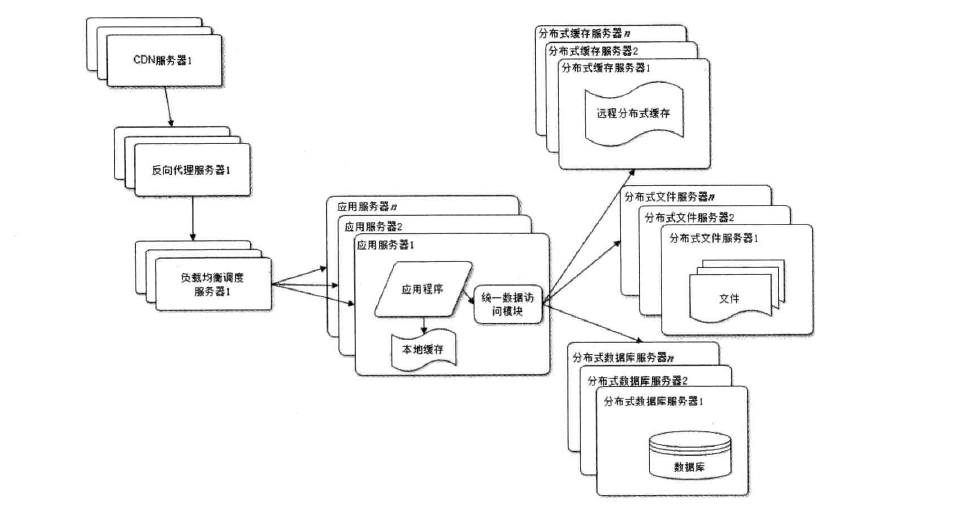 CDN服务器1
反向代理服务器1
负载均衡调度
服务器1
应用服务器n
应用服务器2
应用服务器1
应用程序
统一数据访
问模块
本地缓存
分布式缓存服务器n
分布式缓存服务器2
分布式缓存服务器1
远程分布式缓存
分布式文件服务器n
分布式文件服务器2
分布式文件服务器1
文件
分布式数据库服务器n
分布式数据库服务器2
分布式数据库服务器1
数据库